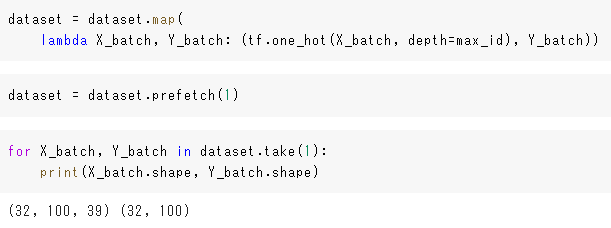 dataset = dataset.map(
    lambda X_batch, Y_batch: (tf.one_hot(X_batch, depth=max_id), Y_batch))
dataset = dataset.prefetch(1)
for X_batch, Y_batch in dataset.take(1):
    print(X_batch.shape, Y_batch.shape)
(32, 100, 39) (32, 100)